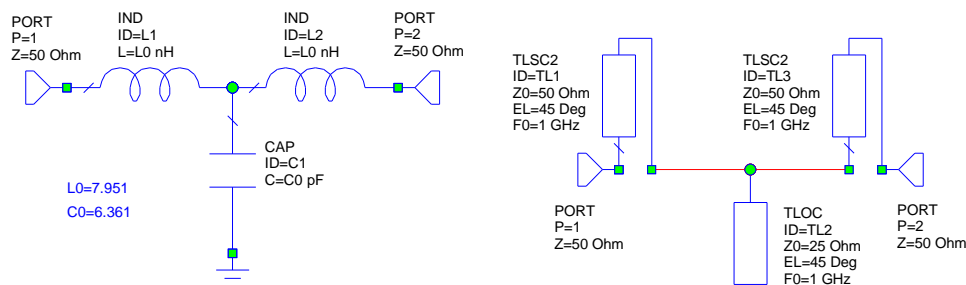 PORT
P=1
Z=50 Ohm
IND
ID=L1
L=L0 nH
IND
ID=L2
L=L0 nH
PORT
P=2
Z=50 Ohm
CAP
ID=C1
C=C0 pF
L0=7.951
C0=6.361
TLSC2
ID=TL1
Z0=50 Ohm
EL=45 Deg
F0=1 GHz
TLSC2
ID=TL3
Z0=50 Ohm
EL=45 Deg
F0=1 GHz
PORT
P=1
Z=50 Ohm
TLOC
ID=TL2
Z0=25 Ohm
EL=45 Deg
F0=1 GHz
PORT
P=2
Z=50 Ohm